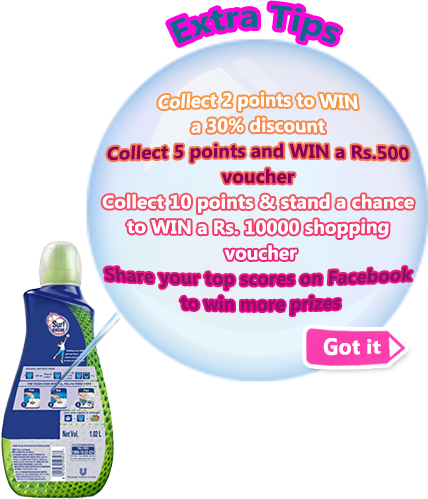 Extra Tips
Collect 2 points to WIN
a 30% discount
Collect 5 points and WIN a Rs.500
voucher
Collect 10 points & stand a chance
to WIN a Rs. 10000 shopping
voucher
Share your top scores on Facebook
to win more prizes
Got it
Surf
excel
Net Vol. 1.02 L